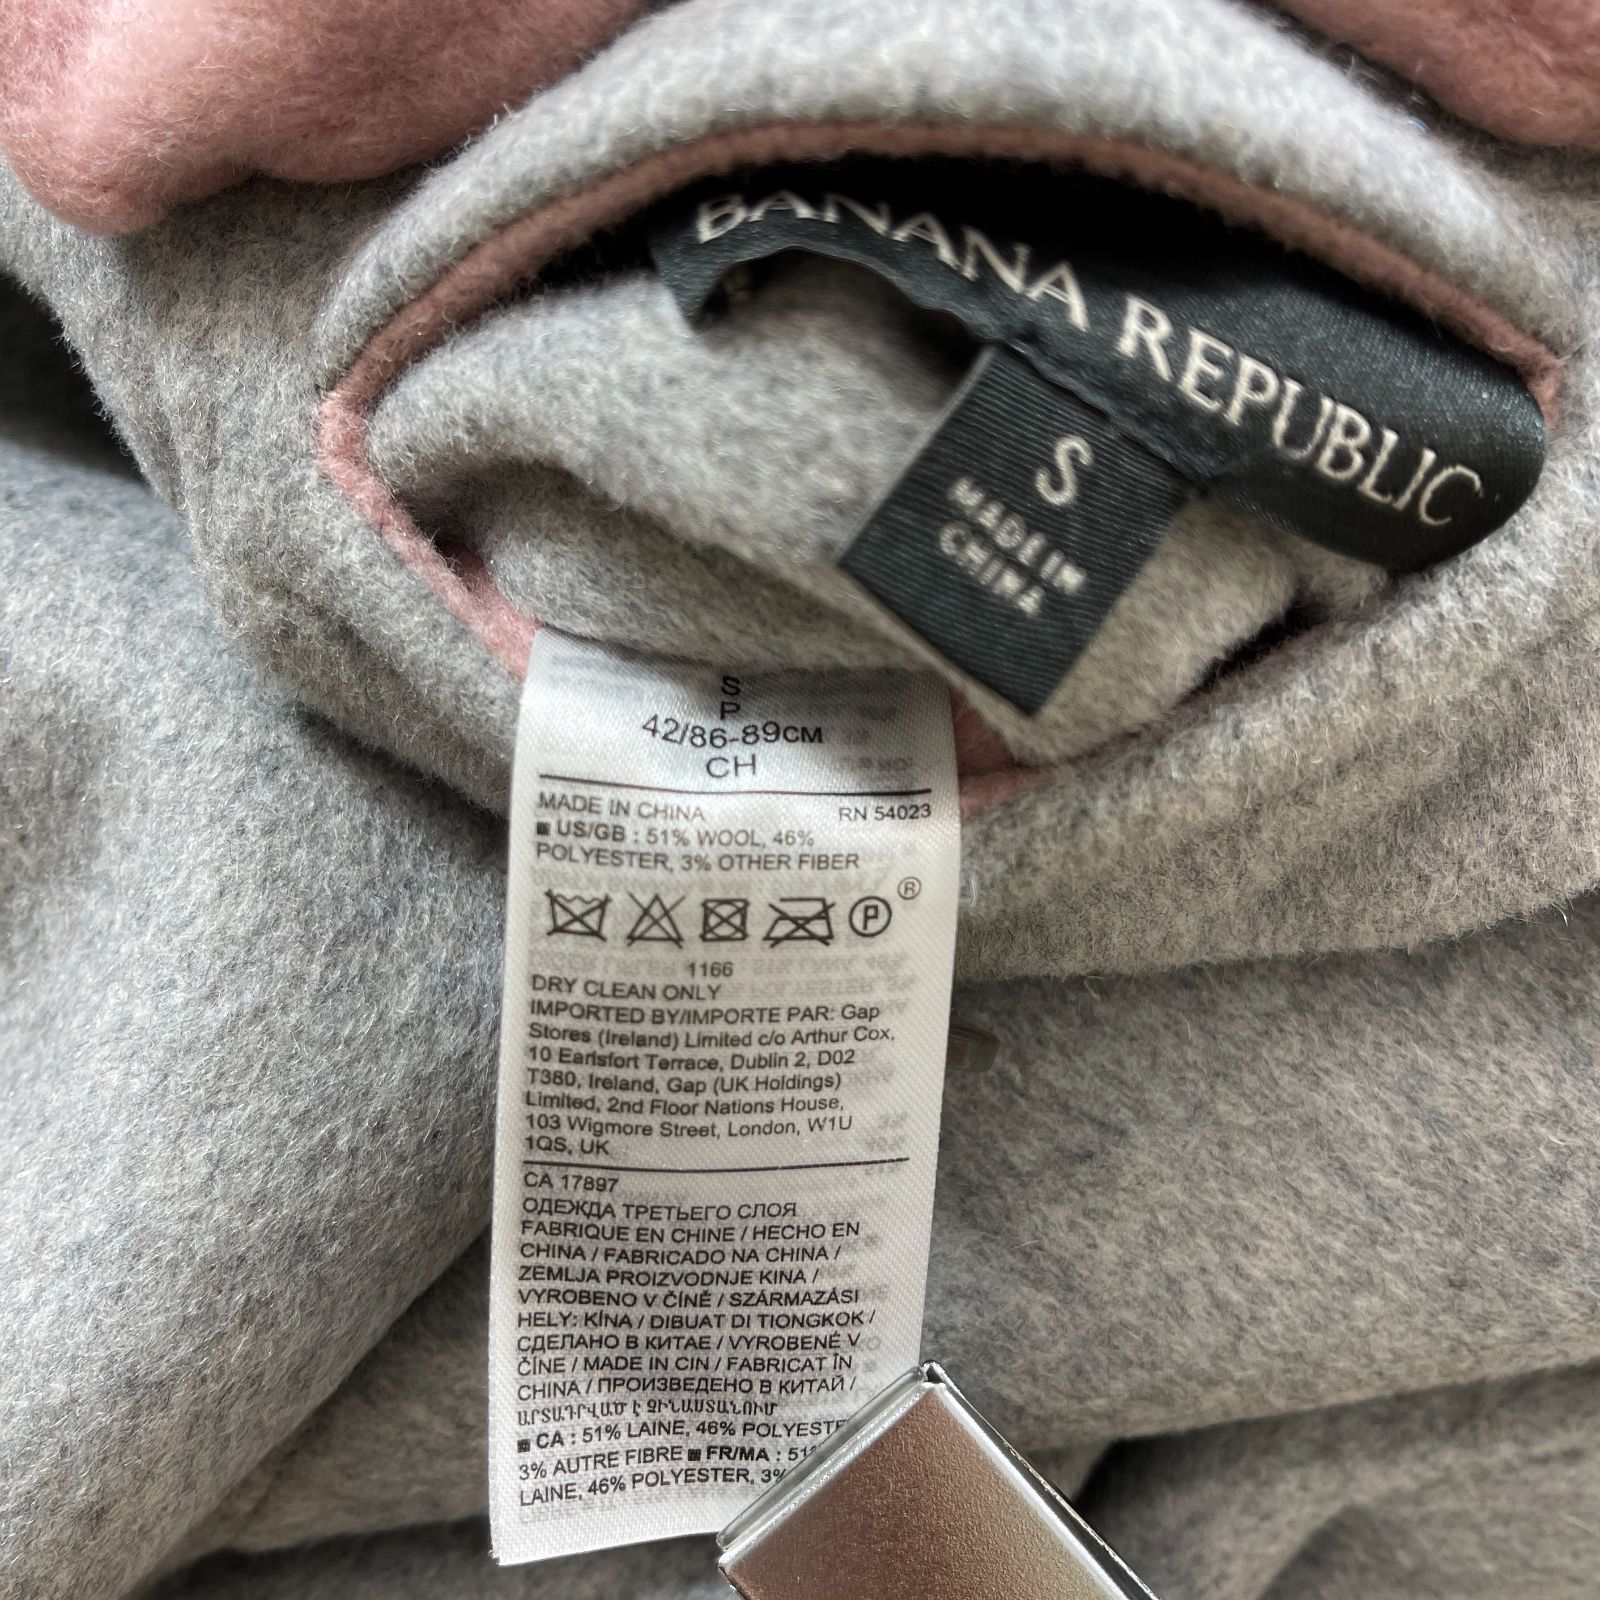 BANANA REPUBLIC
S
MADE IN
CHINA
S
P
42/86-89CM
CH
MADE IN CHINA RN 54023
■ US/GB : 51% WOOL, 46%
POLYESTER, 3% OTHER FIBER
P ®
1166
DRY CLEAN ONLY
IMPORTED BY/IMPORTE PAR: Gap
Stores (Ireland) Limited c/o Arthur Cox,
10 Earlsfort Terrace, Dublin 2, D02
T380, Ireland, Gap (UK Holdings)
Limited, 2nd Floor Nations House,
103 Wigmore Street, London, W1U
1QS, UK
CA 17897
ОДЕЖДА ТРЕТЬЕГО СЛОЯ
FABRIQUE EN CHINE / HECHO EN
CHINA / FABRICADO NA CHINA /
ZEMLJA PROIZVODNJE KINA /
VYROBENO V ČÍNĚ / SZÁRMAZÁSI
HELY: KÍNA / DIBUAT DI TIONGKOK /
СДЕЛАНО В КИТАЕ / VYROBENÉ V
ČÍNE / MADE IN CIN / FABRICAT ÎN
CHINA / ПРОИЗВЕДЕНО В КИТАЙ /
ԱՐՏԱԴՐՎԱԾ Է ՉԻՆԱՍՏԱՆՈՒՄ
■ CA : 51% LAINE, 46% POLYESTE
3% AUTRE FIBRE ■ FR/MA : 51
LAINE, 46% POLYESTER, 3%